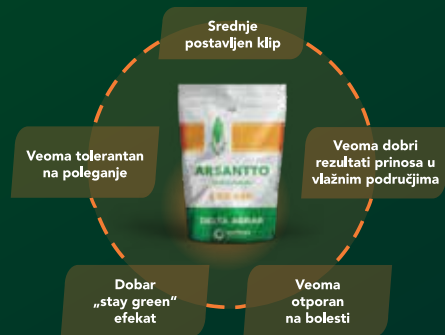 Srednje
postavljen klip
Veoma tolerantan
na poleganje
ARSANTTO
DELTA AGRAR
Veoma dobri
rezultati prinosa u
vlažnim područjima
Dobar
„stay green“
efekat
Veoma
otporan
na bolesti